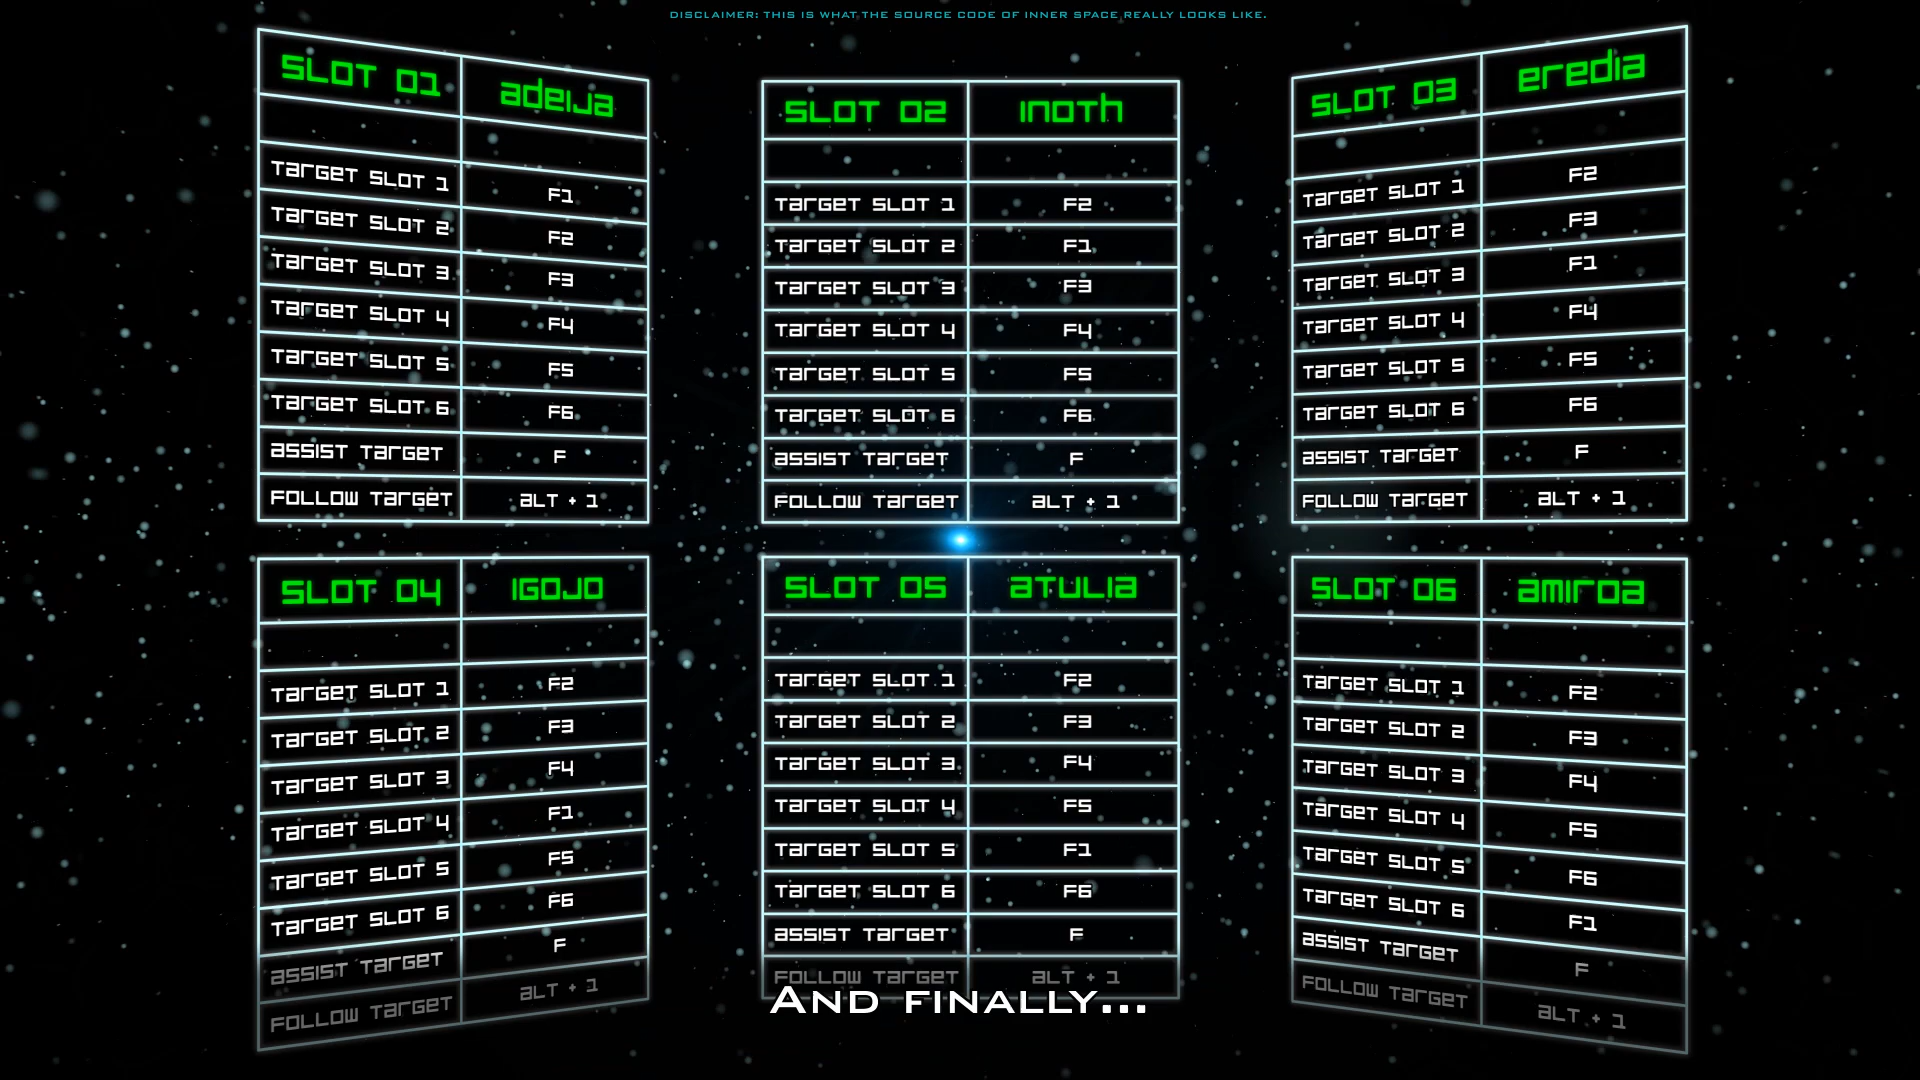 DISCLAIMER: THIS IS WHAT THE SOURCE CODE OF INNER SPACE REALLY LOOKS LIKE.
SLOT 01 adeija
Target Slot 1 F1
Target Slot 2 F2
Target Slot 3 F3
Target Slot 4 F4
Target Slot 5 F5
Target Slot 6 F6
Assist Target F
Follow Target ALT + 1
SLOT 02 inoth
Target Slot 1 F2
Target Slot 2 F1
Target Slot 3 F3
Target Slot 4 F4
Target Slot 5 F5
Target Slot 6 F6
Assist Target F
Follow Target ALT + 1
SLOT 03 eredia
Target Slot 1 F2
Target Slot 2 F3
Target Slot 3 F1
Target Slot 4 F4
Target Slot 5 F5
Target Slot 6 F6
Assist Target F
Follow Target ALT + 1
SLOT 04 IGOJO
Target Slot 1 F2
Target Slot 2 F3
Target Slot 3 F4
Target Slot 4 F1
Target Slot 5 F5
Target Slot 6 F6
Assist Target F
Follow Target ALT + 1
SLOT 05 ATULIA
Target Slot 1 F2
Target Slot 2 F3
Target Slot 3 F4
Target Slot 4 F5
Target Slot 5 F1
Target Slot 6 F6
Assist Target F
Follow Target ALT + 1
SLOT 06 amiroa
Target Slot 1 F2
Target Slot 2 F3
Target Slot 3 F4
Target Slot 4 F5
Target Slot 5 F6
Target Slot 6 F1
Assist Target F
Follow Target ALT + 1
And finally...